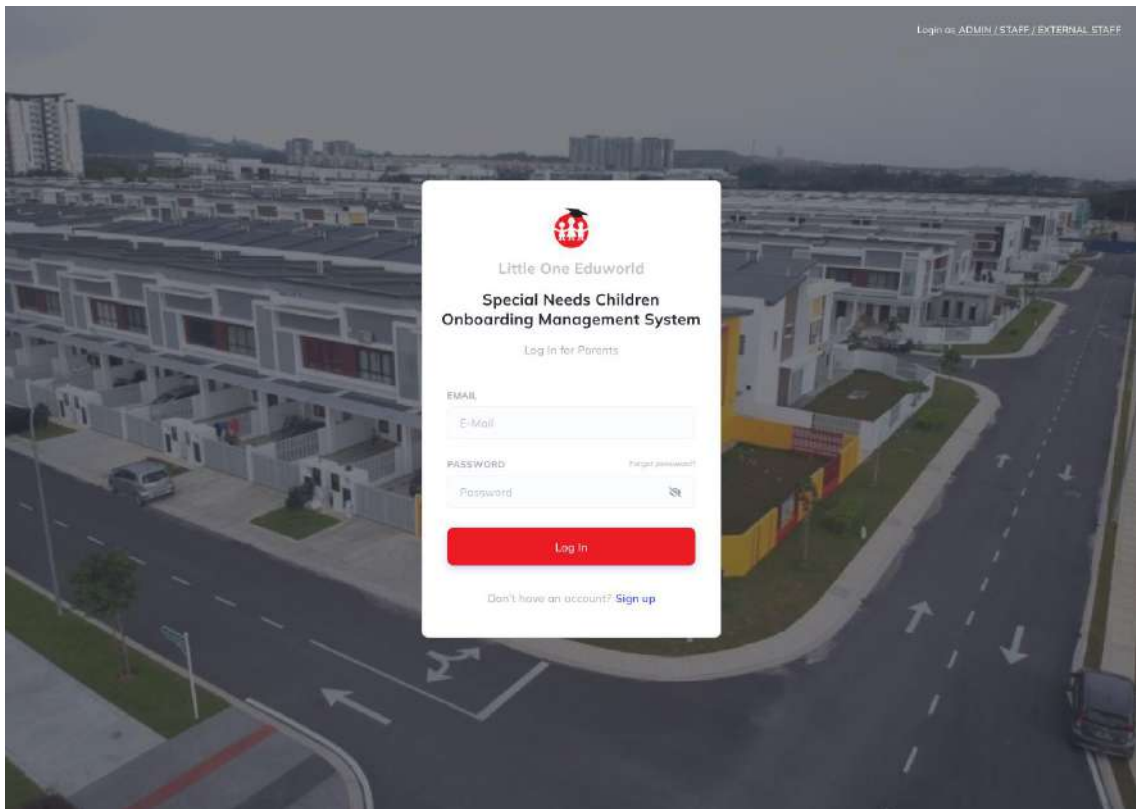 Login as ADMIN / STAFF / EXTERNAL STAFF
Little One Eduworld
Special Needs Children
Onboarding Management System
Log In for Parents
EMAIL
E-Mail
PASSWORD
Forgot password?
Password
Log In
Don't have an account? Sign up